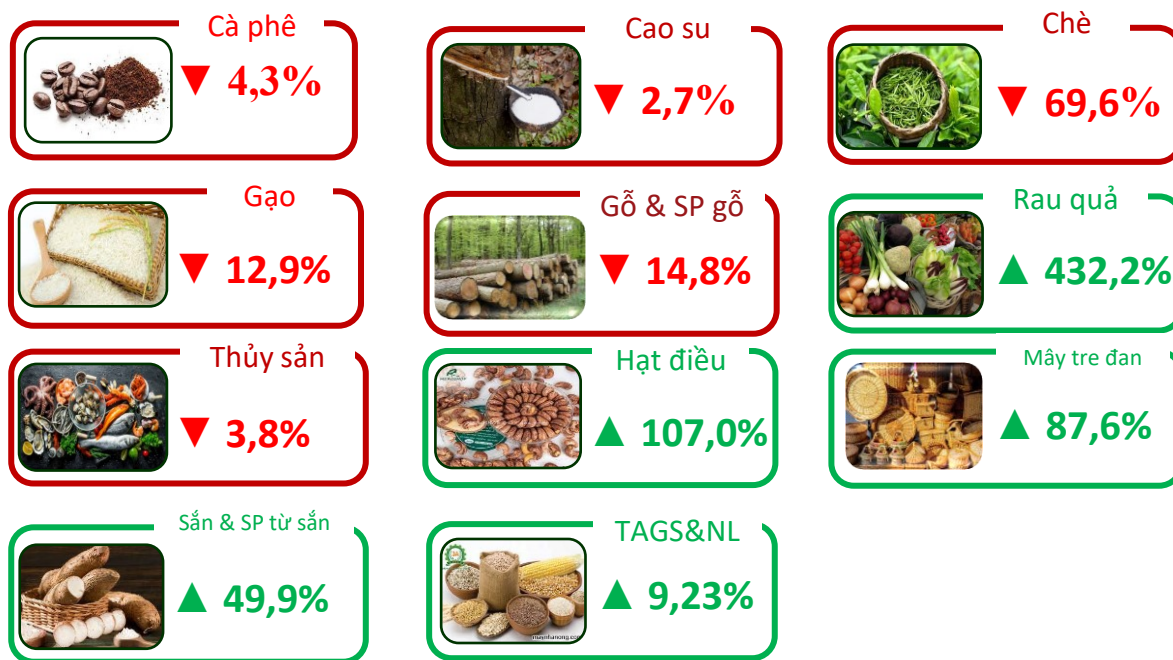 Cà phê
▼ 4,3%
Cao su
▼ 2,7%
Chè
▼ 69,6%
Gạo
▼ 12,9%
Gỗ & SP gỗ
▼ 14,8%
Rau quả
▲ 432,2%
Thủy sản
▼ 3,8%
Hạt điều
▲ 107,0%
Mây tre đan
▲ 87,6%
Sắn & SP từ sắn
▲ 49,9%
TAGS&NL
▲ 9,23%